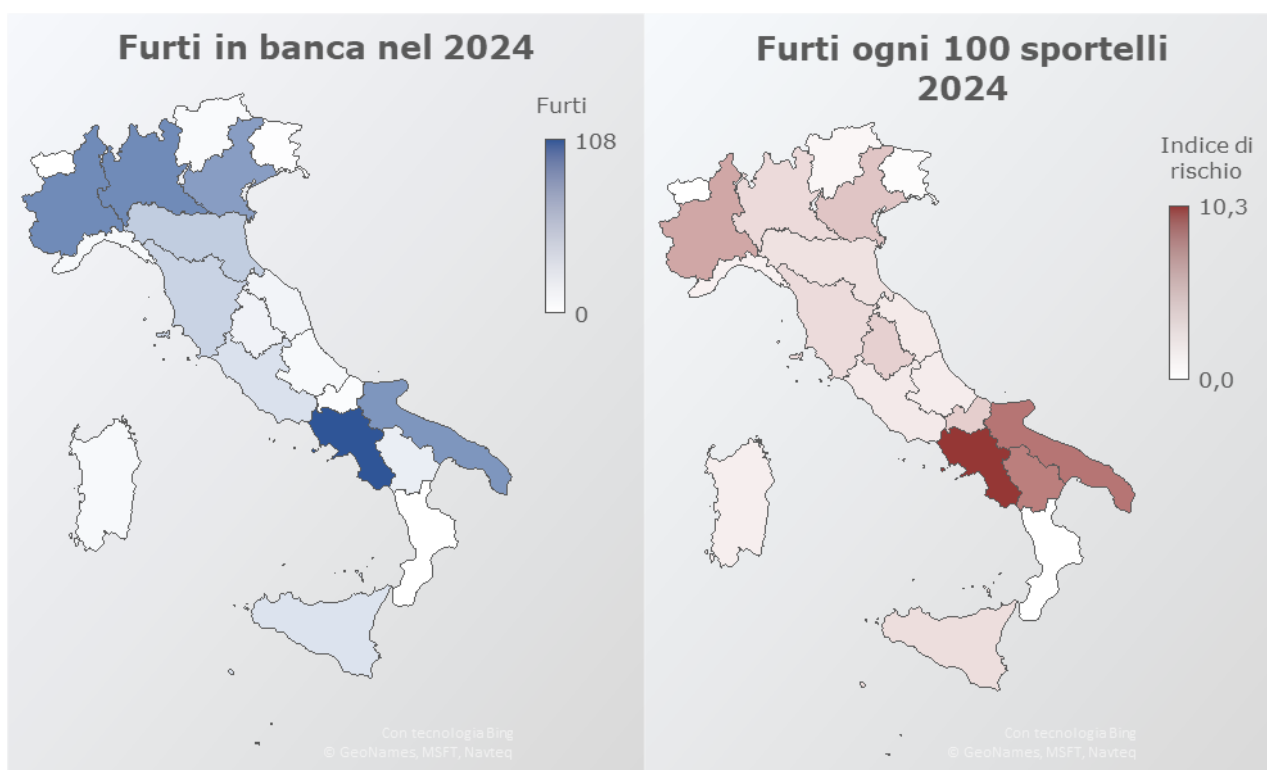 Furti in banca nel 2024
Furti
108
0
Con tecnologia Bing
© GeoNames, MSFT, Navteq
Furti ogni 100 sportelli
2024
Indice di
rischio
10,3
0,0
Con tecnologia Bing
© GeoNames, MSFT, Navteq